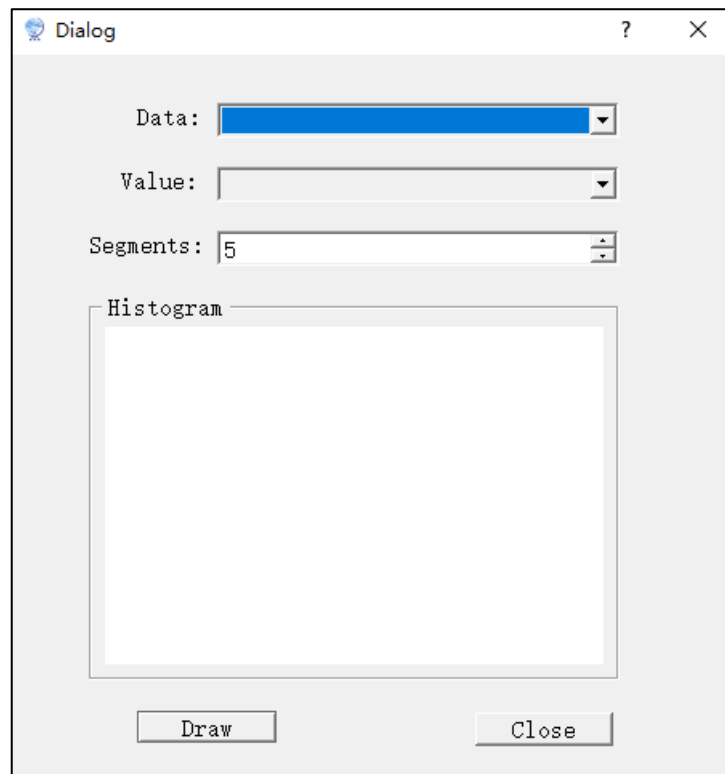 Dialog ?
Data:
Value:
Segments: 5
Histogram
Draw Close